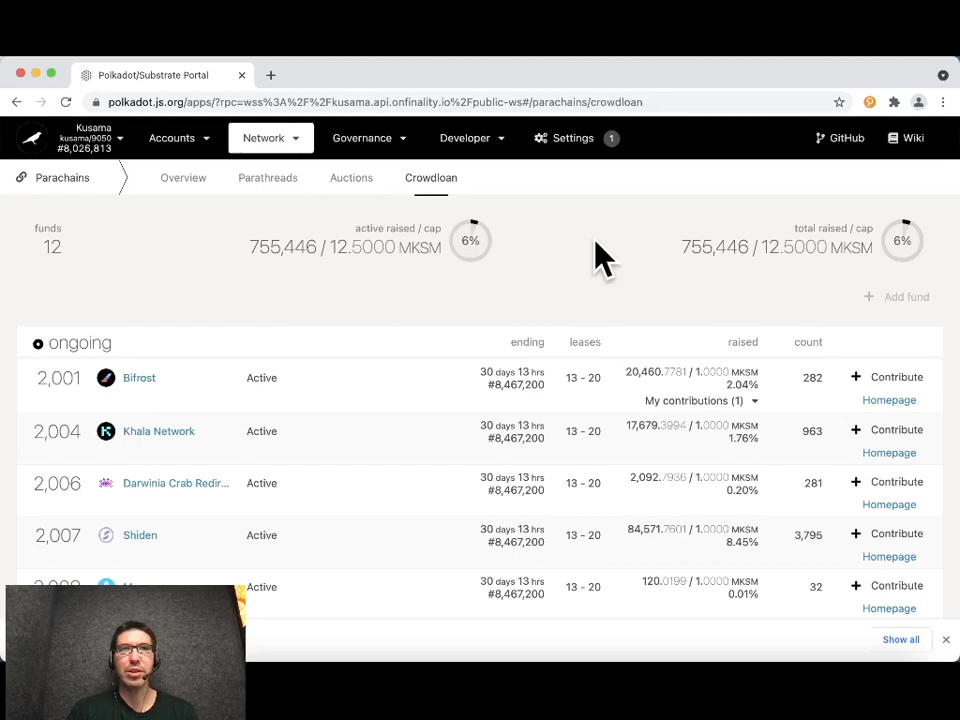 Polkadot/Substrate Portal
polkadot.js.org/apps/?rpc=wss%3A%2F%2Fkusama.api.onfinality.io%2Fpublic-ws#/parachains/crowdloan
Kusama
kusama/9050
#8,026,813
Accounts
Network
Governance
Developer
Settings 1
GitHub
Wiki
Parachains
Overview
Parathreads
Auctions
Crowdloan
funds
12
active raised / cap
755,446 / 12.5000 MKSM
6%
total raised / cap
755,446 / 12.5000 MKSM
6%
+ Add fund
ongoing ending leases raised count
2,001 Bifrost Active 30 days 13 hrs 13 - 20 20,460.7781 / 1.0000 MKSM 282 + Contribute
#8,467,200 2.04%
My contributions (1) Homepage
2,004 Khala Network Active 30 days 13 hrs 13 - 20 17,679.3994 / 1.0000 MKSM 963 + Contribute
#8,467,200 1.76% Homepage
2,006 Darwinia Crab Redir... Active 30 days 13 hrs 13 - 20 2,092.7936 / 1.0000 MKSM 281 + Contribute
#8,467,200 0.20% Homepage
2,007 Shiden Active 30 days 13 hrs 13 - 20 84,571.7601 / 1.0000 MKSM 3,795 + Contribute
#8,467,200 8.45% Homepage
Active 30 days 13 hrs 13 - 20 120.0199 / 1.0000 MKSM 32 + Contribute
#8,467,200 0.01% Homepage
Show all